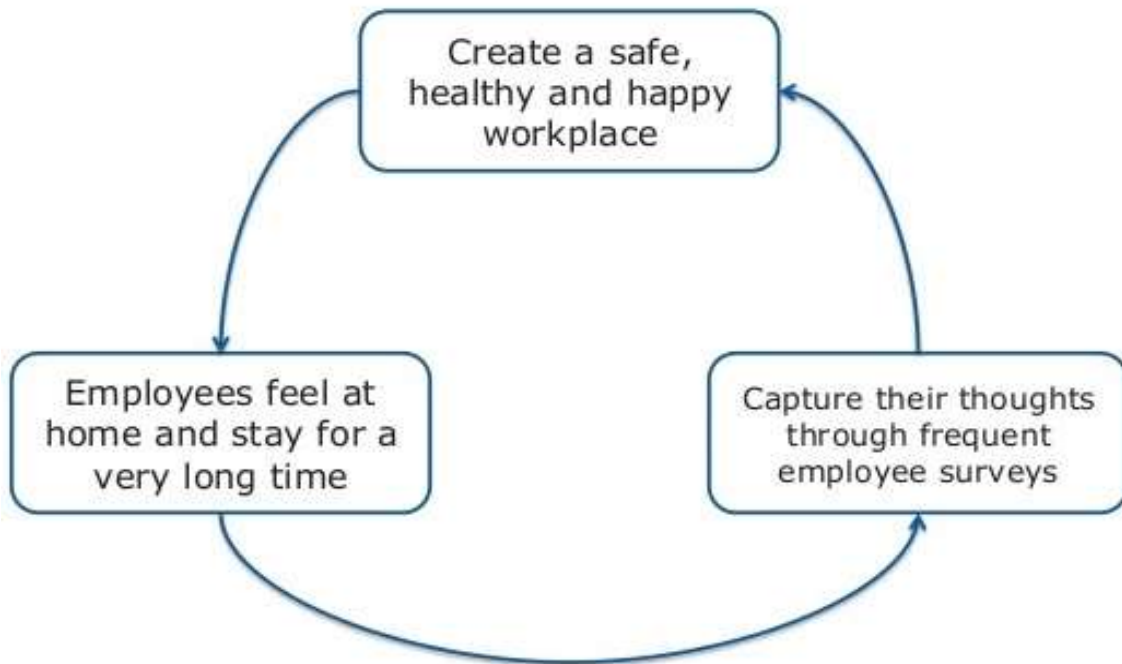 Create a safe,
healthy and happy
workplace
Employees feel at
home and stay for a
very long time
Capture their thoughts
through frequent
employee surveys